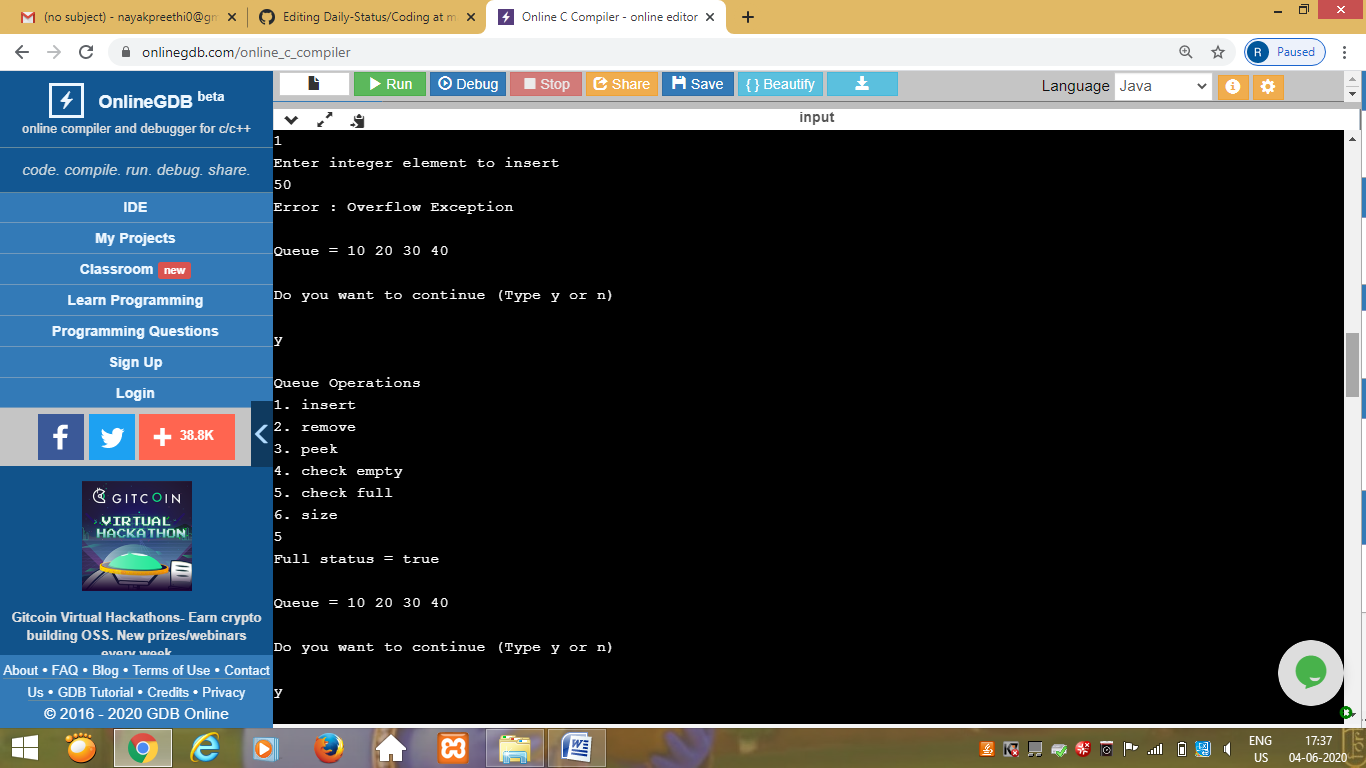 (no subject) - nayakpreethi0@gm
Editing Daily-Status/Coding at m
Online C Compiler - online editor
onlinegdb.com/online_c_compiler
R Paused
OnlineGDB beta
online compiler and debugger for c/c++
code. compile. run. debug. share.
IDE
My Projects
Classroom new
Learn Programming
Programming Questions
Sign Up
Login
38.8K
GITCOIN
VIRTUAL
HACKATHON
Gitcoin Virtual Hackathons- Earn crypto
building OSS. New prizes/webinars
every week
About • FAQ • Blog • Terms of Use • Contact
Us • GDB Tutorial • Credits • Privacy
© 2016 - 2020 GDB Online
Run Debug Stop Share Save { } Beautify
Language Java
input
1
Enter integer element to insert
50
Error : Overflow Exception
Queue = 10 20 30 40
Do you want to continue (Type y or n)
y
Queue Operations
1. insert
2. remove
3. peek
4. check empty
5. check full
6. size
5
Full status = true
Queue = 10 20 30 40
Do you want to continue (Type y or n)
y
ENG
US
17:37
04-06-2020